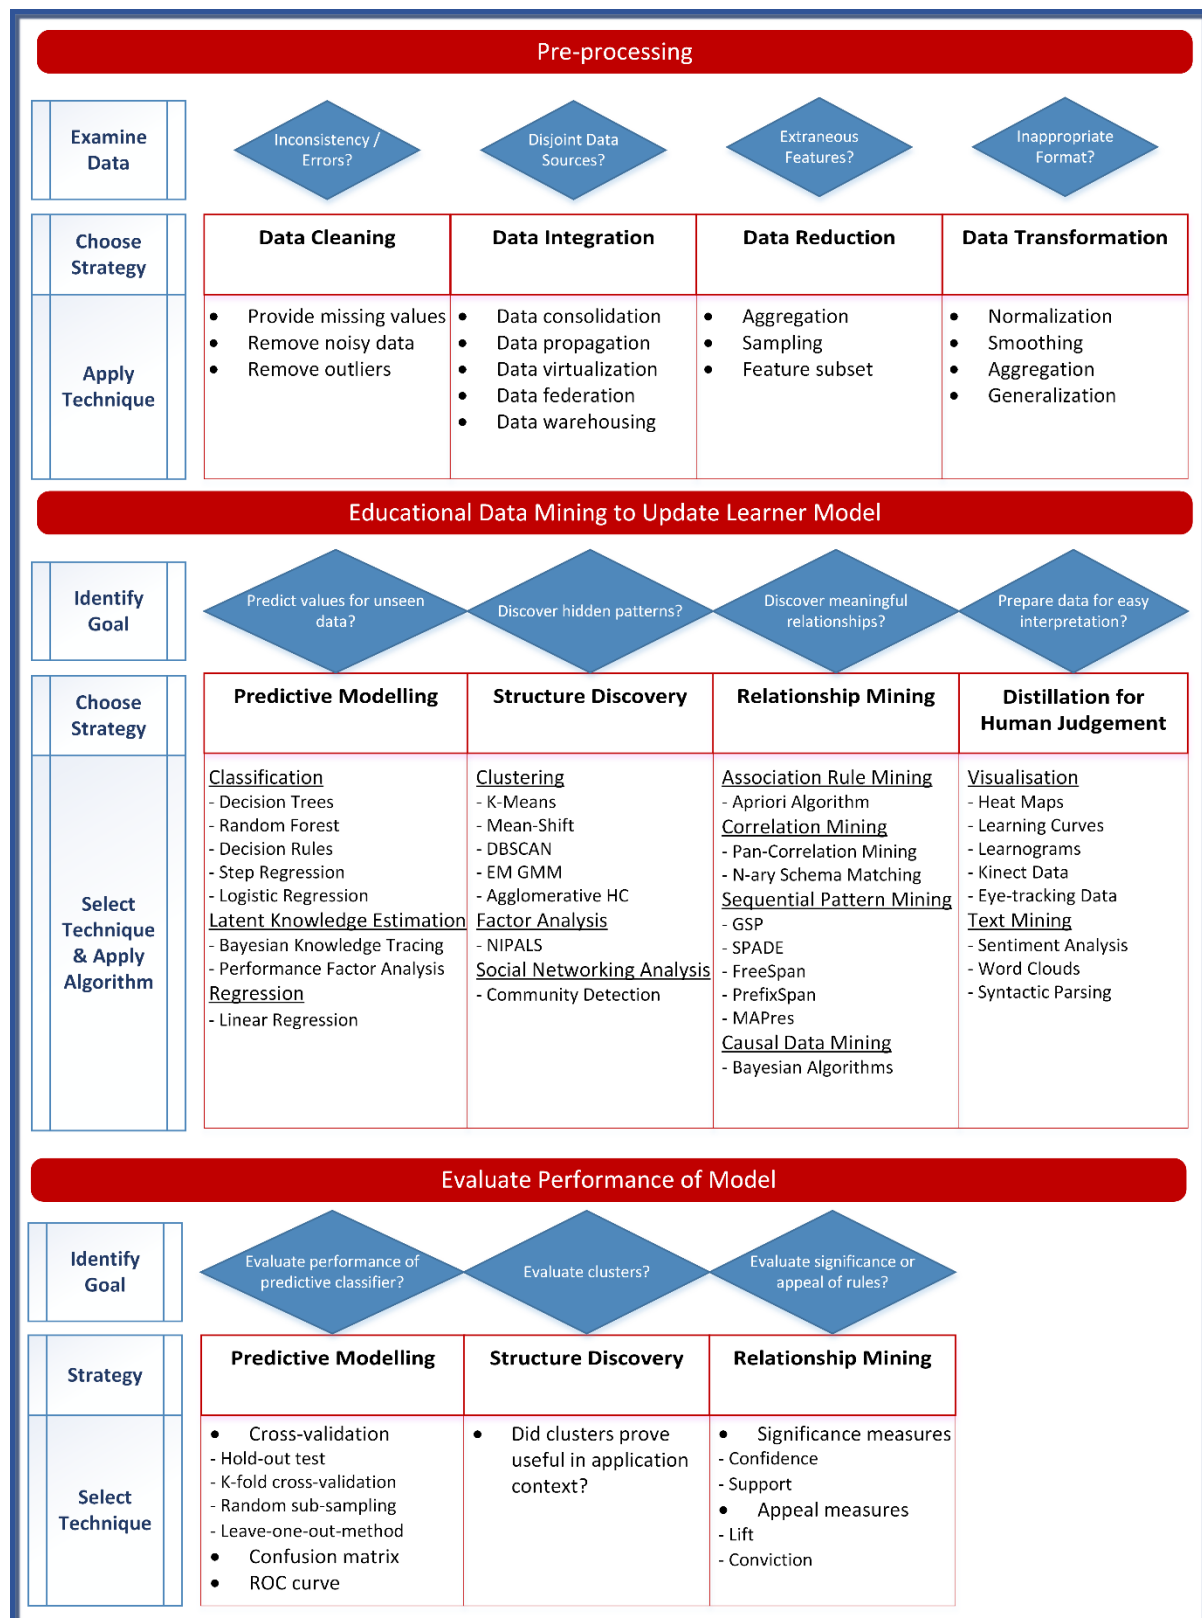 Pre-processing
Examine
Data
Inconsistency /
Errors?
Disjoint Data
Sources?
Extraneous
Features?
Inappropriate
Format?
Choose
Strategy
Data Cleaning
Data Integration
Data Reduction
Data Transformation
Apply
Technique
• Provide missing values
• Remove noisy data
• Remove outliers
• Data consolidation
• Data propagation
• Data virtualization
• Data federation
• Data warehousing
• Aggregation
• Sampling
• Feature subset
• Normalization
• Smoothing
• Aggregation
• Generalization
Educational Data Mining to Update Learner Model
Identify
Goal
Predict values for unseen
data?
Discover hidden patterns?
Discover meaningful
relationships?
Prepare data for easy
interpretation?
Choose
Strategy
Predictive Modelling
Structure Discovery
Relationship Mining
Distillation for
Human Judgement
Select
Technique
& Apply
Algorithm
Classification
- Decision Trees
- Random Forest
- Decision Rules
- Step Regression
- Logistic Regression
Latent Knowledge Estimation
- Bayesian Knowledge Tracing
- Performance Factor Analysis
Regression
- Linear Regression
Clustering
- K-Means
- Mean-Shift
- DBSCAN
- EM GMM
- Agglomerative HC
Factor Analysis
- NIPALS
Social Networking Analysis
- Community Detection
Association Rule Mining
- Apriori Algorithm
Correlation Mining
- Pan-Correlation Mining
- N-ary Schema Matching
Sequential Pattern Mining
- GSP
- SPADE
- FreeSpan
- PrefixSpan
- MAPres
Causal Data Mining
- Bayesian Algorithms
Visualisation
- Heat Maps
- Learning Curves
- Learnograms
- Kinect Data
- Eye-tracking Data
Text Mining
- Sentiment Analysis
- Word Clouds
- Syntactic Parsing
Evaluate Performance of Model
Identify
Goal
Evaluate performance of
predictive classifier?
Evaluate clusters?
Evaluate significance or
appeal of rules?
Strategy
Predictive Modelling
Structure Discovery
Relationship Mining
Select
Technique
• Cross-validation
- Hold-out test
- K-fold cross-validation
- Random sub-sampling
- Leave-one-out-method
• Confusion matrix
• ROC curve
• Did clusters prove
useful in application
context?
• Significance measures
- Confidence
- Support
• Appeal measures
- Lift
- Conviction